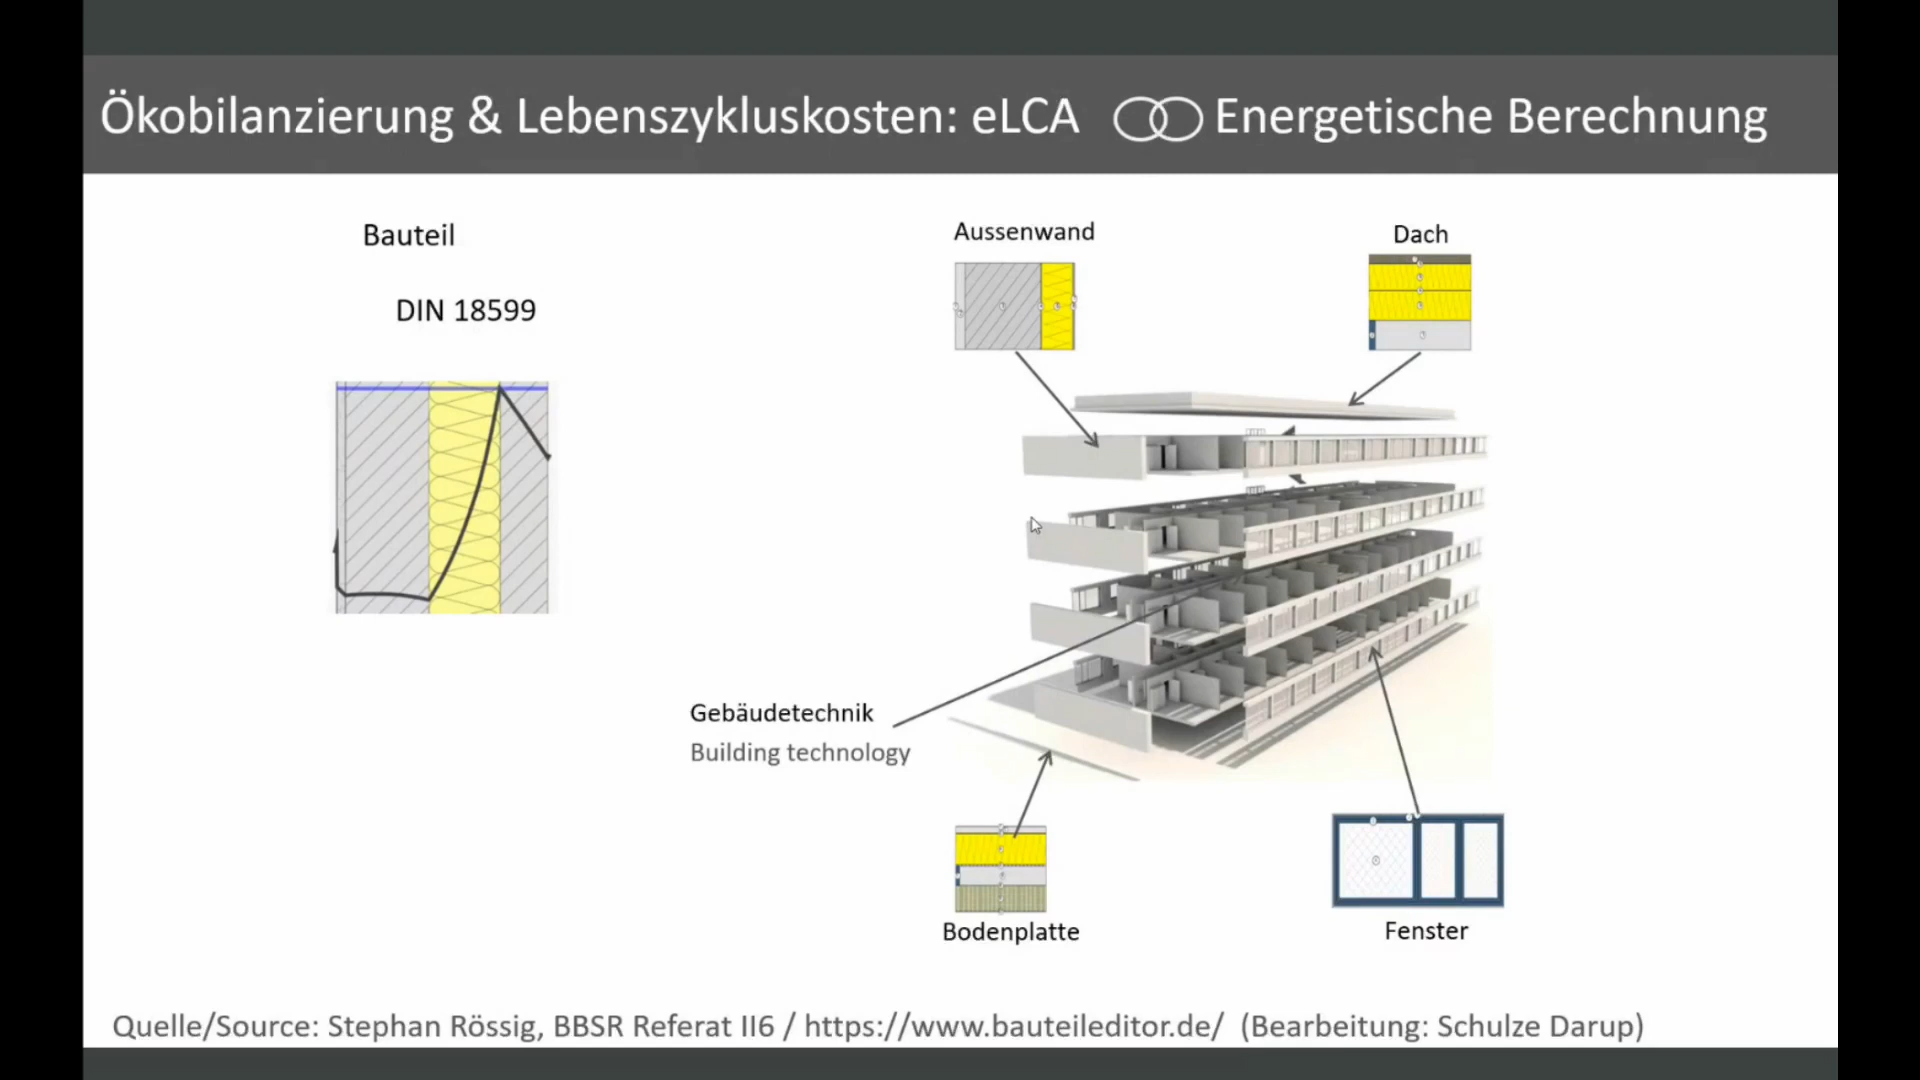 Ökobilanzierung & Lebenszykluskosten: eLCA Energetische Berechnung
Bauteil
DIN 18599
Aussenwand
Dach
Gebäudetechnik
Building technology
Bodenplatte
Fenster
Quelle/Source: Stephan Rössig, BBSR Referat II6 / https://www.bauteileditor.de/ (Bearbeitung: Schulze Darup)